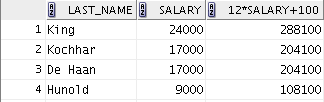 LAST_NAME SALARY 12*SALARY+100
1 King 24000 288100
2 Kochhar 17000 204100
3 De Haan 17000 204100
4 Hunold 9000 108100